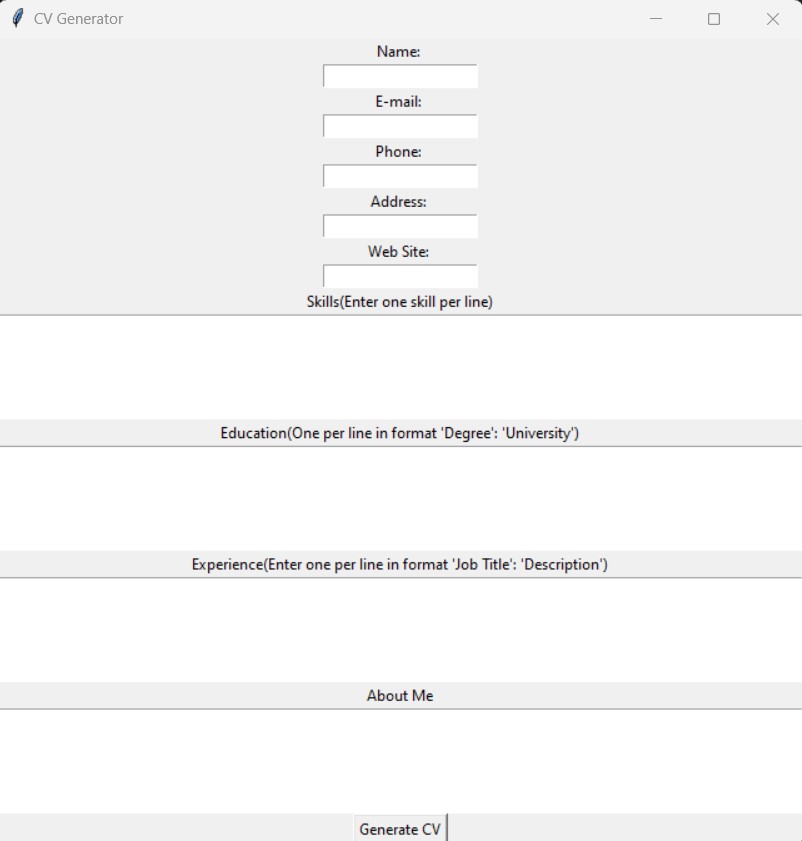 CV Generator
Name:
E-mail:
Phone:
Address:
Web Site:
Skills(Enter one skill per line)
Education(One per line in format 'Degree': 'University')
Experience(Enter one per line in format 'Job Title': 'Description')
About Me
Generate CV